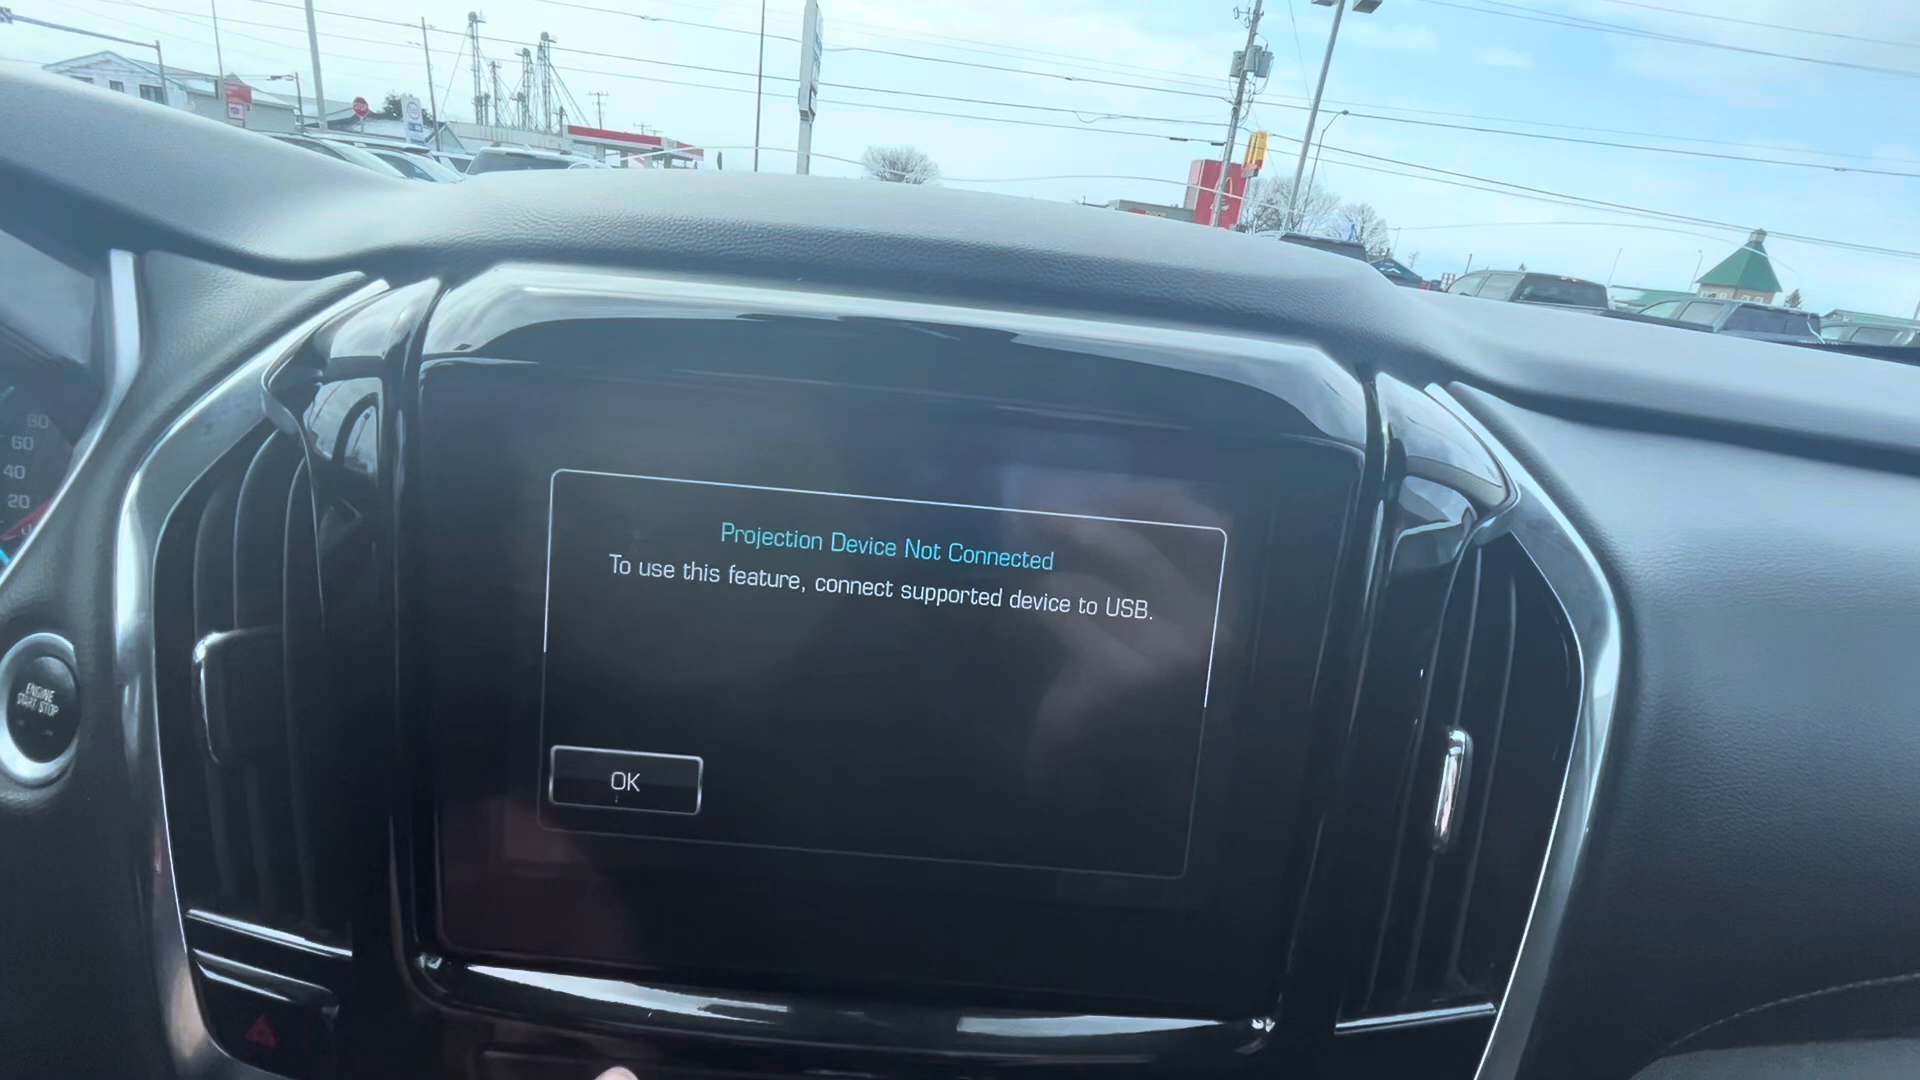 Projection Device Not Connected
To use this feature, connect supported device to USB.
OK
ENGINE
START STOP
80
60
40
20